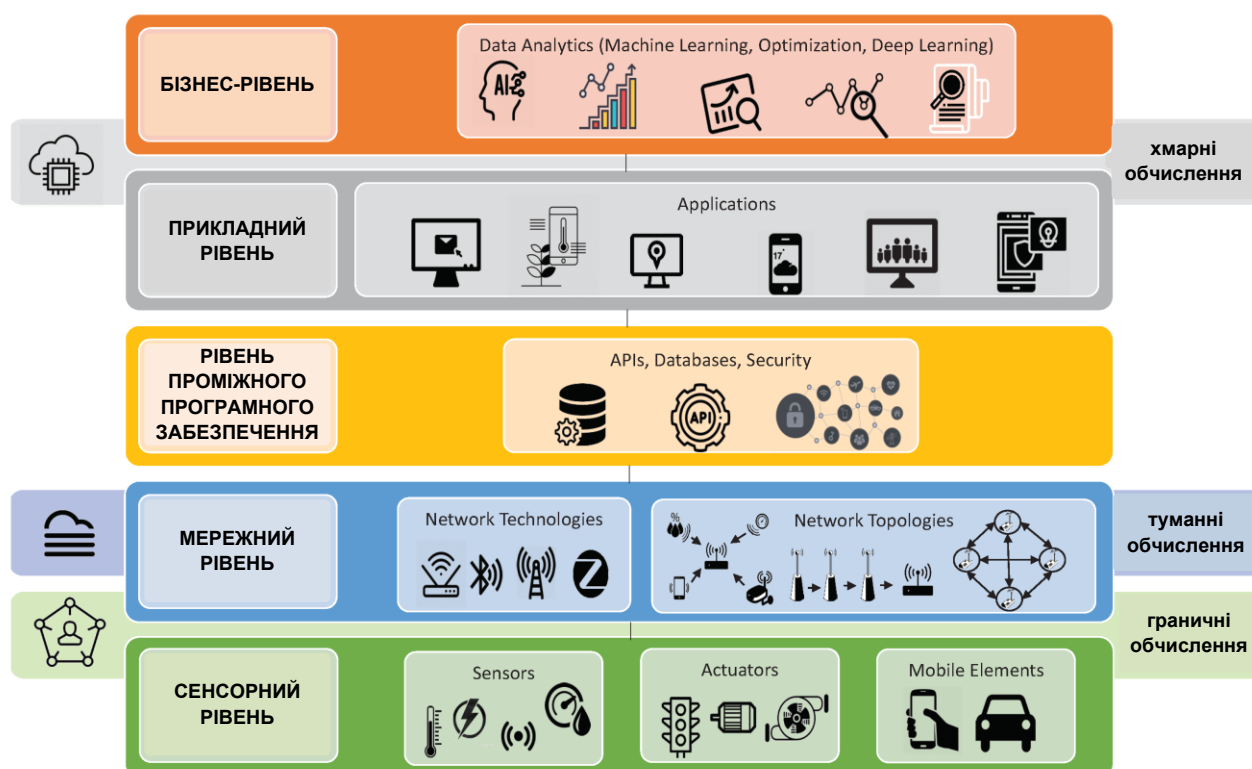 Data Analytics (Machine Learning, Optimization, Deep Learning)
БІЗНЕС-РІВЕНЬ
AI
хмарні
обчислення
Applications
ПРИКЛАДНИЙ
РІВЕНЬ
17
РІВЕНЬ
ПРОМІЖНОГО
ПРОГРАМНОГО
ЗАБЕЗПЕЧЕННЯ
APIs, Databases, Security
API
МЕРЕЖНИЙ
РІВЕНЬ
Network Technologies
Z
Network Topologies
%
туманні
обчислення
граничні
обчислення
СЕНСОРНИЙ
РІВЕНЬ
Sensors
Actuators
Mobile Elements